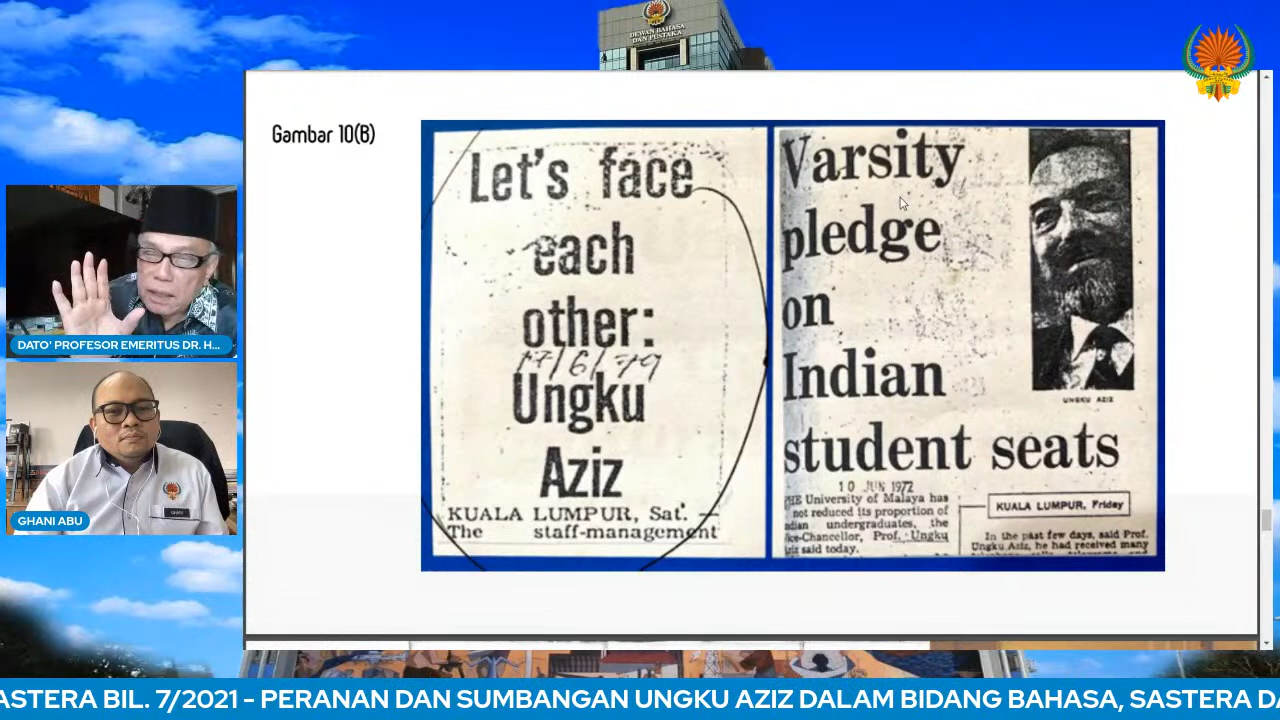 DEWAN BAHASA
DAN PUSTAKA
Gambar 10(B)
Let's face
each
other:
17/6/79
Ungku
Aziz
KUALA LUMPUR, Sat. —
The staff-management
Varsity
pledge
on
Indian
student seats
UNGKU AZIZ
10 JUN 1972
THE University of Malaya has
not reduced its proportion of
undergraduates, the
Vice-Chancellor, Prof. Ungku
said today.
KUALA LUMPUR, Friday
In the past few days, said Prof.
Ungku Aziz, he had received many
DATO' PROFESOR EMERITUS DR. H...
GHANI ABU
ASTERA BIL. 7/2021 - PERANAN DAN SUMBANGAN UNGKU AZIZ DALAM BIDANG BAHASA, SASTERA DA